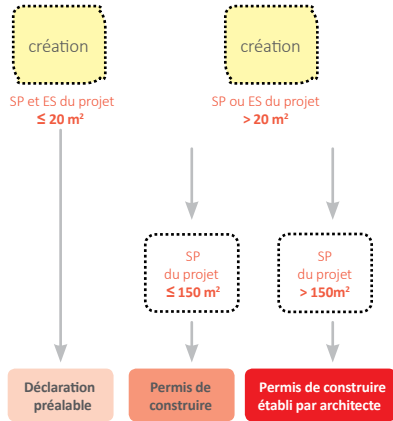 création
SP et ES du projet
≤ 20 m²
création
SP ou ES du projet
> 20 m²
SP
du projet
≤ 150 m²
SP
du projet
> 150m²
Déclaration
préalable
Permis de
construire
Permis de construire
établi par architecte